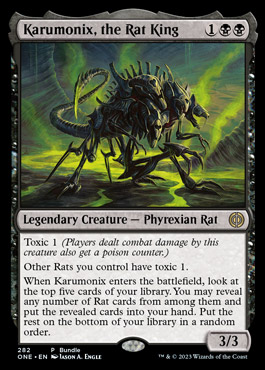 Karumonix, the Rat King 1
Legendary Creature — Phyrexian Rat
Toxic 1 (Players dealt combat damage by this
creature also get a poison counter.)
Other Rats you control have toxic 1.
When Karumonix enters the battlefield, look at
the top five cards of your library. You may reveal
any number of Rat cards from among them and
put the revealed cards into your hand. Put the
rest on the bottom of your library in a random
order.
3/3
282 P Bundle
ONE • EN Jason A. Engle ™ & © 2023 Wizards of the Coast